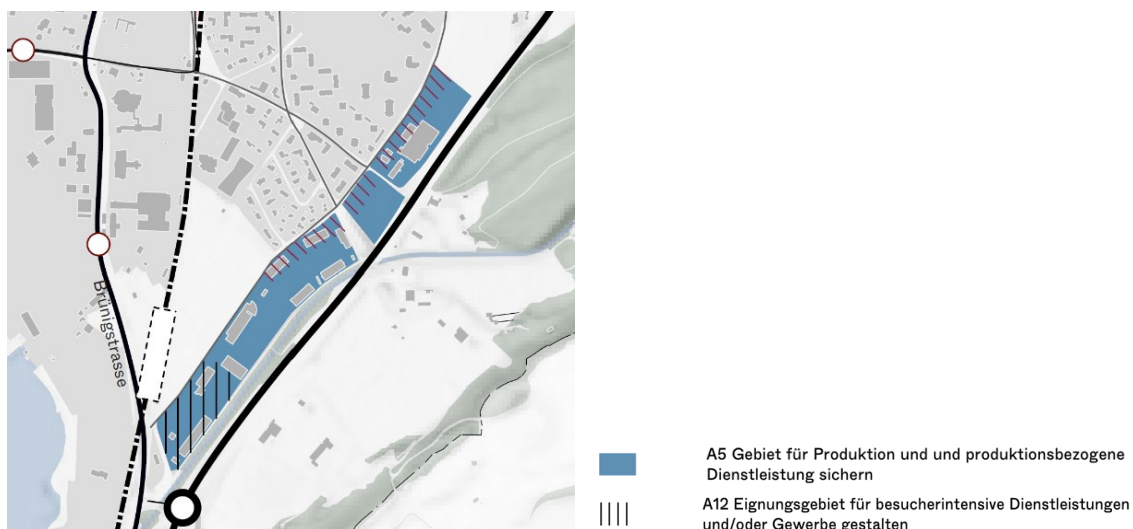 Brünigstrasse
A5 Gebiet für Produktion und und produktionsbezogene
Dienstleistung sichern
A12 Eignungsgebiet für besucherintensive Dienstleistungen
und/oder Gewerbe gestalten